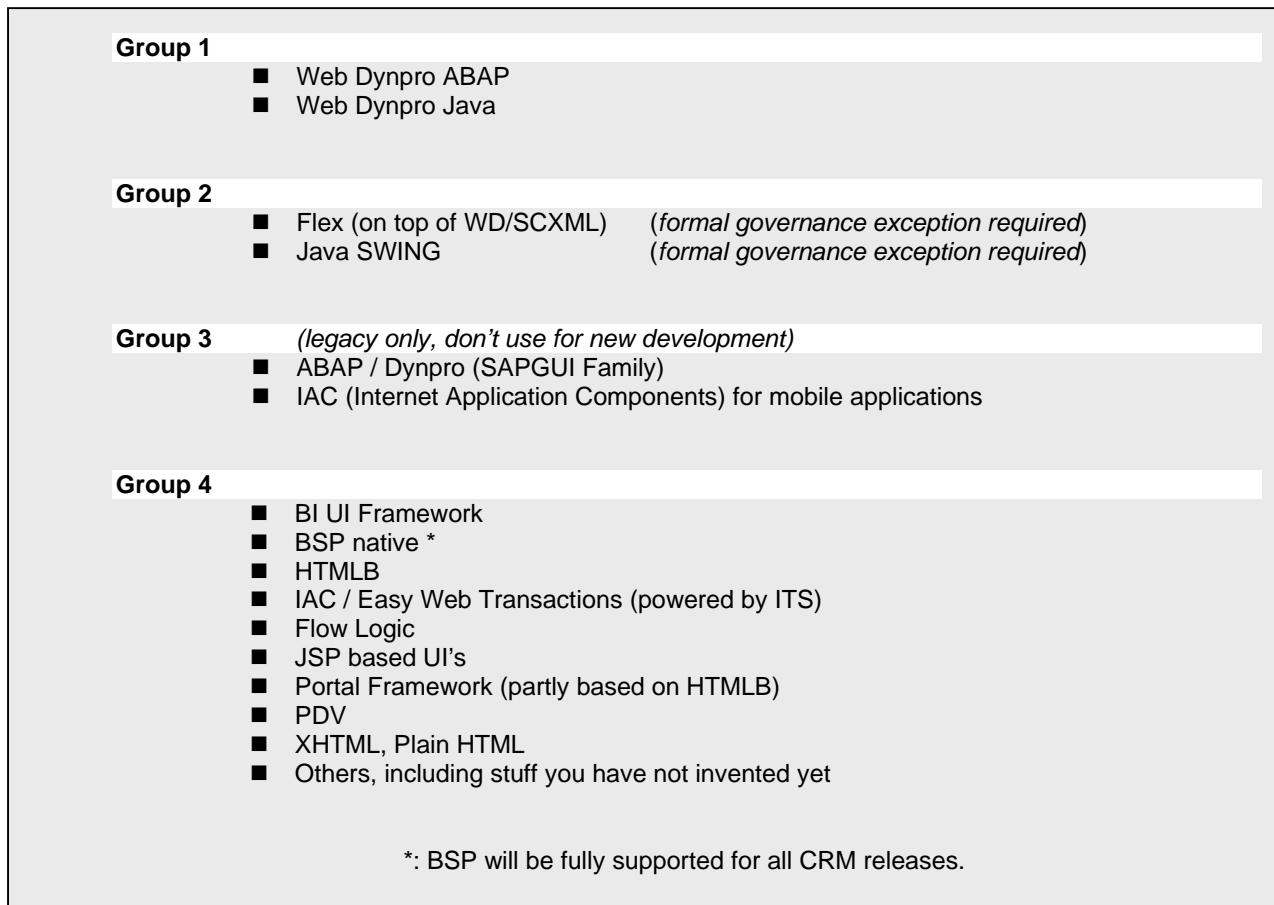 Group 1
■ Web Dynpro ABAP
■ Web Dynpro Java
Group 2
■ Flex (on top of WD/SCXML) (formal governance exception required)
■ Java SWING (formal governance exception required)
Group 3 (legacy only, don’t use for new development)
■ ABAP / Dynpro (SAPGUI Family)
■ IAC (Internet Application Components) for mobile applications
Group 4
■ BI UI Framework
■ BSP native *
■ HTMLB
■ IAC / Easy Web Transactions (powered by ITS)
■ Flow Logic
■ JSP based UI's
■ Portal Framework (partly based on HTMLB)
■ PDV
■ XHTML, Plain HTML
■ Others, including stuff you have not invented yet
*: BSP will be fully supported for all CRM releases.